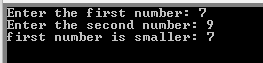 Enter the first number: 7
Enter the second number: 9
first number is smaller: 7